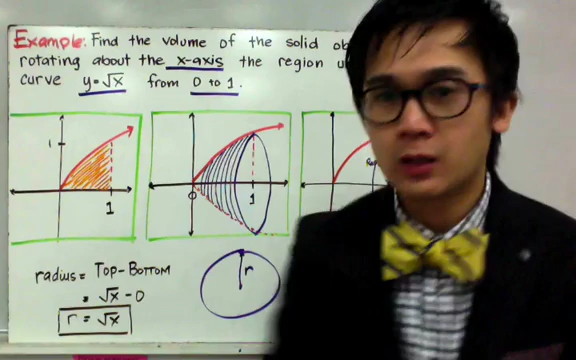 Example: Find the volume of the solid ob
rotating about the x-axis the region u
curve y=√x from 0 to 1.
1
1
0
1
radius = Top-Bottom
= √x - 0
r = √x
r